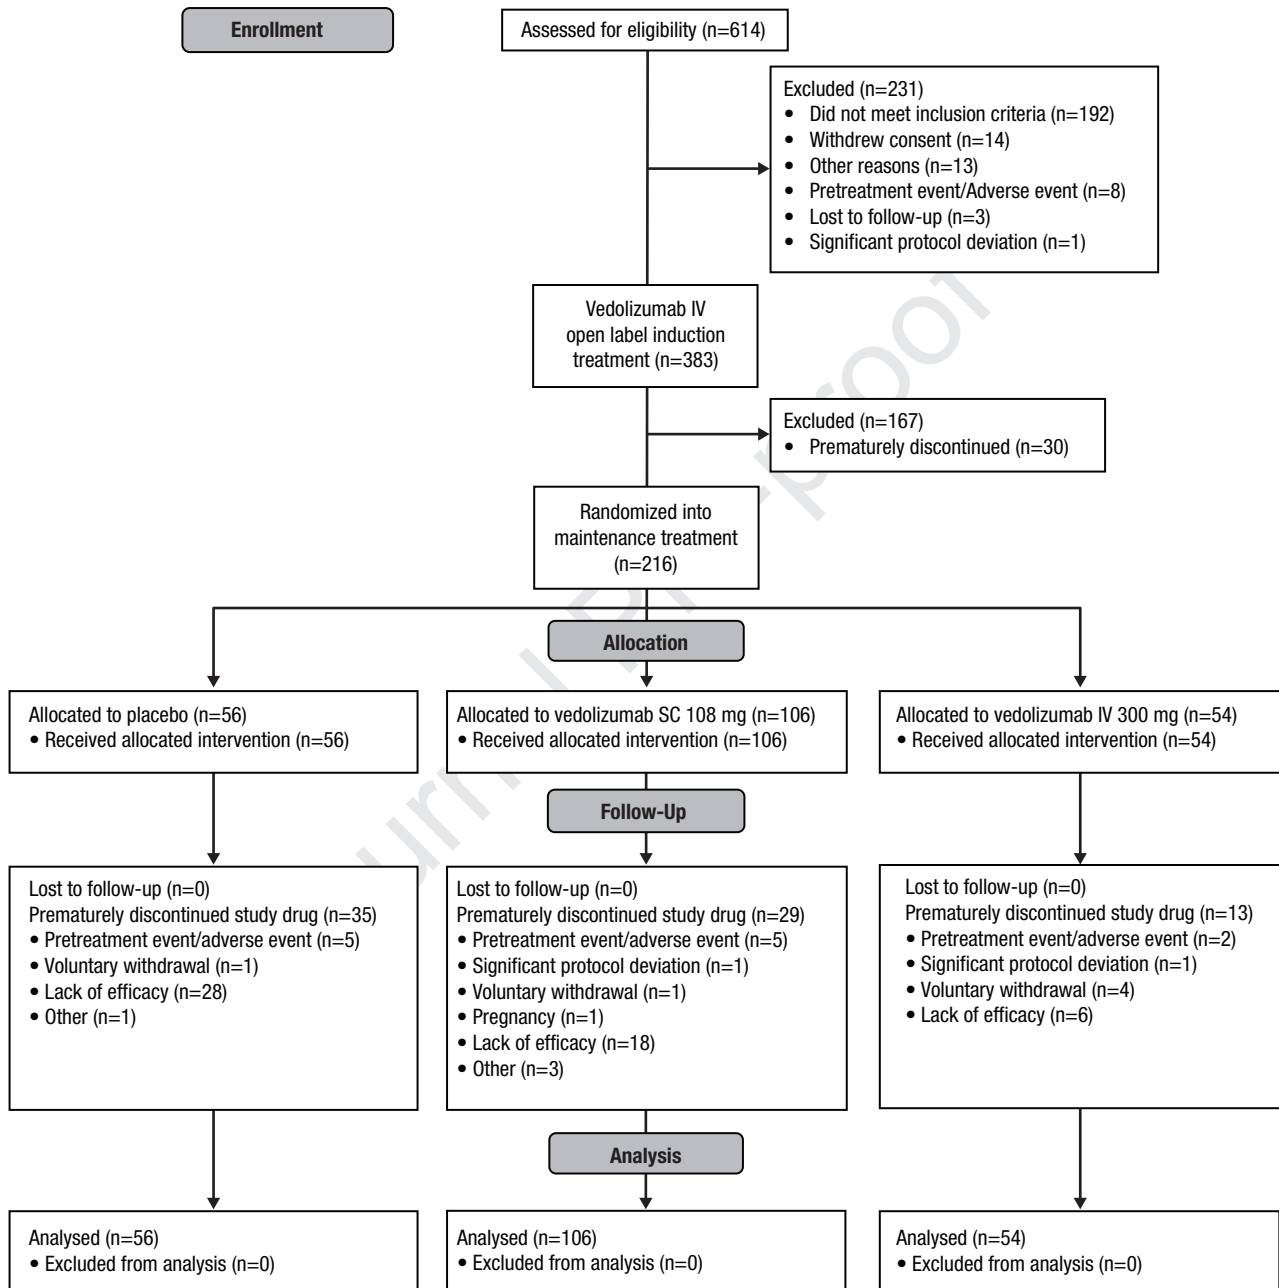 Enrollment
Assessed for eligibility (n=614)
Excluded (n=231)
• Did not meet inclusion criteria (n=192)
• Withdrew consent (n=14)
• Other reasons (n=13)
• Pretreatment event/Adverse event (n=8)
• Lost to follow-up (n=3)
• Significant protocol deviation (n=1)
Vedolizumab IV
open label induction
treatment (n=383)
Excluded (n=167)
• Prematurely discontinued (n=30)
Randomized into
maintenance treatment
(n=216)
Allocation
Allocated to placebo (n=56)
• Received allocated intervention (n=56)
Allocated to vedolizumab SC 108 mg (n=106)
• Received allocated intervention (n=106)
Allocated to vedolizumab IV 300 mg (n=54)
• Received allocated intervention (n=54)
Follow-Up
Lost to follow-up (n=0)
Prematurely discontinued study drug (n=35)
• Pretreatment event/adverse event (n=5)
• Voluntary withdrawal (n=1)
• Lack of efficacy (n=28)
• Other (n=1)
Lost to follow-up (n=0)
Prematurely discontinued study drug (n=29)
• Pretreatment event/adverse event (n=5)
• Significant protocol deviation (n=1)
• Voluntary withdrawal (n=1)
• Pregnancy (n=1)
• Lack of efficacy (n=18)
• Other (n=3)
Lost to follow-up (n=0)
Prematurely discontinued study drug (n=13)
• Pretreatment event/adverse event (n=2)
• Significant protocol deviation (n=1)
• Voluntary withdrawal (n=4)
• Lack of efficacy (n=6)
Analysis
Analysed (n=56)
• Excluded from analysis (n=0)
Analysed (n=106)
• Excluded from analysis (n=0)
Analysed (n=54)
• Excluded from analysis (n=0)